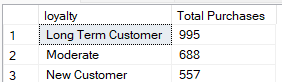 loyalty Total Purchases
1 Long Term Customer 995
2 Moderate 688
3 New Customer 557